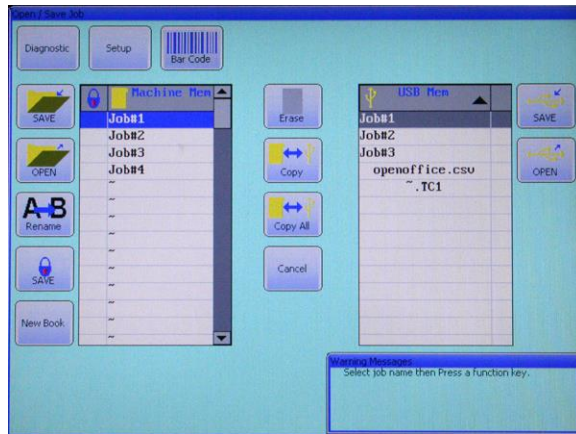 Open / Save Job
Diagnostic
Setup
Bar Code
Machine Mem
USB Mem
SAVE
Job#1
Erase
Job#1
SAVE
Job#2
Job#2
Job#3
Job#3
OPEN
Job#4
Copy
openoffice.csv
OPEN
~
~.TC1
~
A-B
Rename
~
Copy All
~
~
SAVE
~
Cancel
~
~
New Book
~
~
Warning Messages
Select job name then Press a function key.